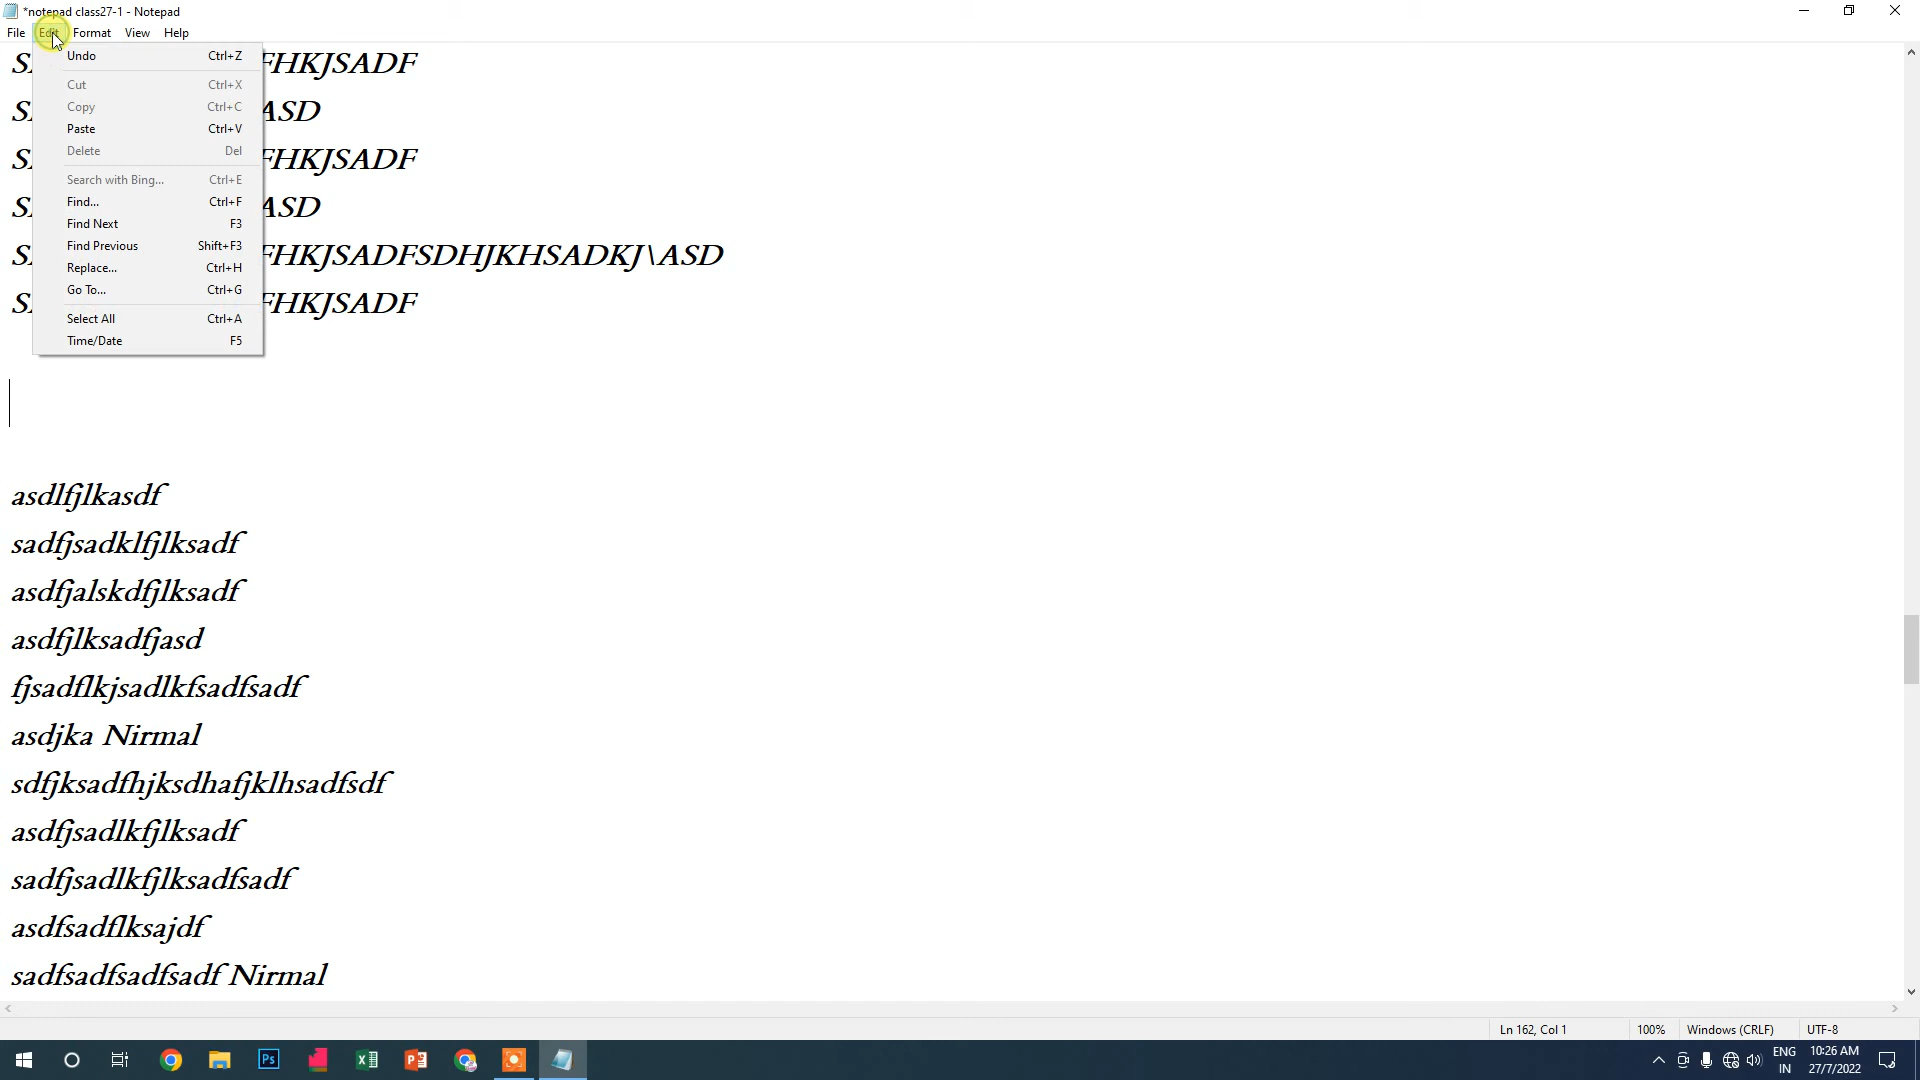 *notepad class27-1 - Notepad
File Edit Format View Help
Undo Ctrl+Z
Cut Ctrl+X
Copy Ctrl+C
Paste Ctrl+V
Delete Del
Search with Bing... Ctrl+E
Find... Ctrl+F
Find Next F3
Find Previous Shift+F3
Replace... Ctrl+H
Go To... Ctrl+G
Select All Ctrl+A
Time/Date F5
FHKJSADF
ASD
FHKJSADF
ASD
FHKJSADFSDHJKHSADKJ\ASD
FHKJSADF
asdlfjlkasdf
sadfjsadklfjlksadf
asdfjalskdfjlksadf
asdfjlksadfjasd
fjsadflkjsadlkfsadfsadf
asdjka Nirmal
sdfjksadfhjksdhafjklhsadfsdf
asdfjsadlkfjlksadf
sadfjsadlkfjlksadfsadf
asdfsadflksajdf
sadfsadfsadfsadf Nirmal
Ln 162, Col 1 100% Windows (CRLF) UTF-8
Ps
ENG
IN
10:26 AM
27/7/2022